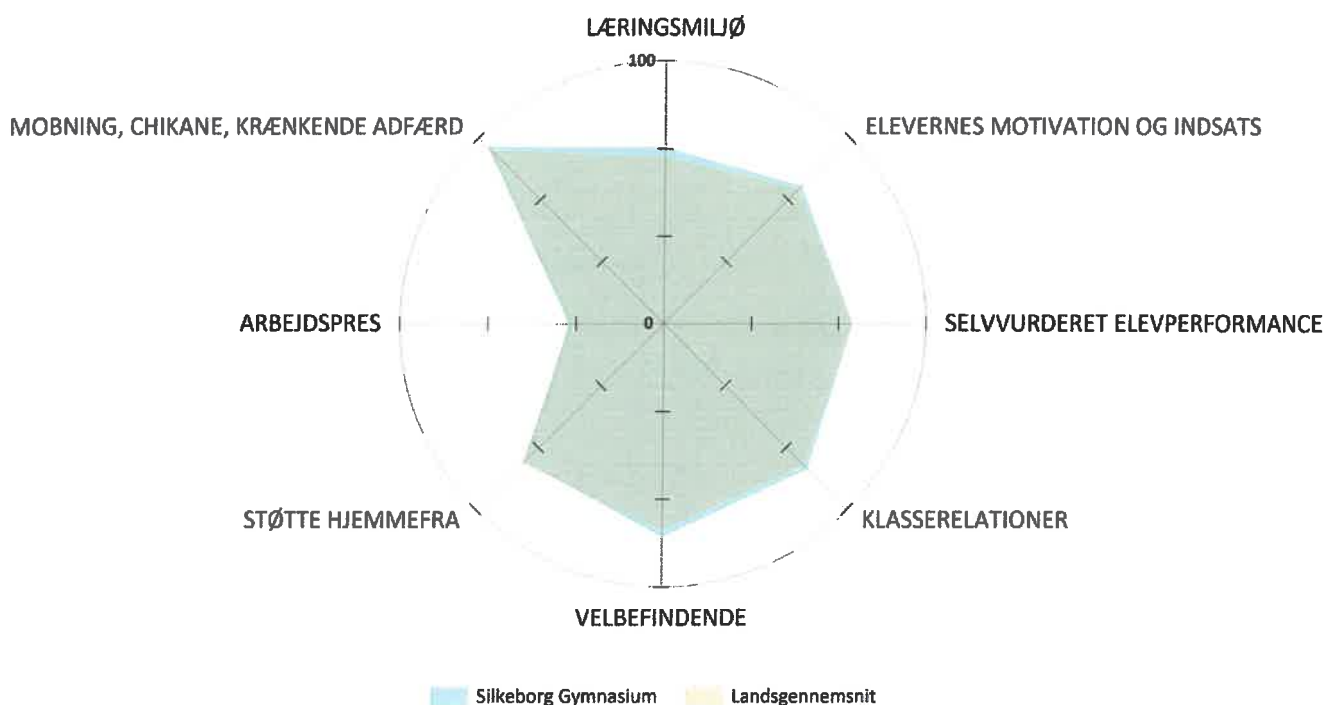 LÆRINGSMILJØ
100
MOBNING, CHIKANE, KRÆNKENDE ADFÆRD
ELEVERNES MOTIVATION OG INDSATS
ARBEJDSPRES
0
SELVVURDERET ELEVPERFORMANCE
STØTTE HJEMMEFRA
KLASSERELATIONER
VELBEFINDENDE
Silkeborg Gymnasium
Landsgennemsnit